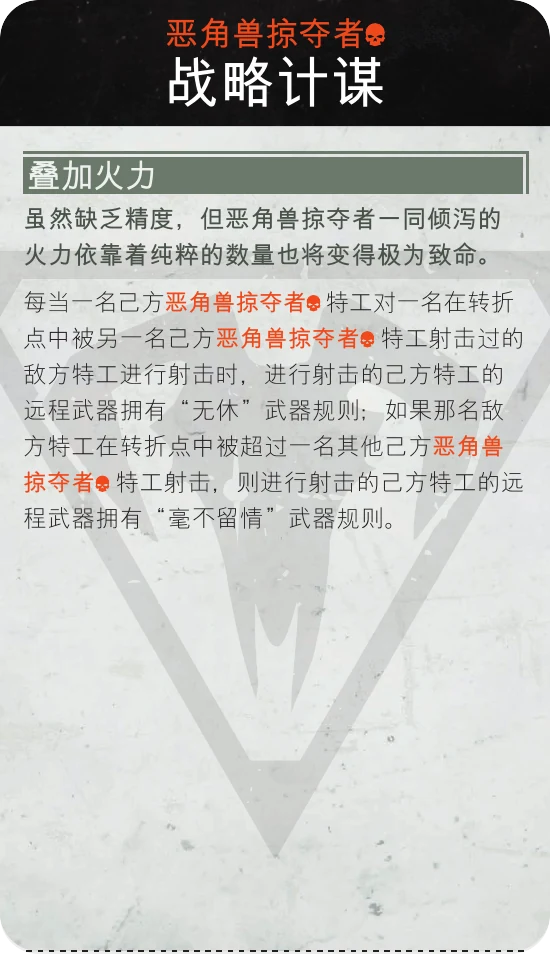 恶角兽掠夺者
战略计谋
叠加火力
虽然缺乏精度，但恶角兽掠夺者一同倾泻的
火力依靠着纯粹的数量也将变得极为致命。
每当一名己方恶角兽掠夺者特工对一名在转折
点中被另一名己方恶角兽掠夺者特工射击过的
敌方特工进行射击时，进行射击的己方特工的
远程武器拥有“无休”武器规则；如果那名敌
方特工在转折点中被超过一名其他己方恶角兽
掠夺者特工射击，则进行射击的己方特工的远
程武器拥有“毫不留情”武器规则。